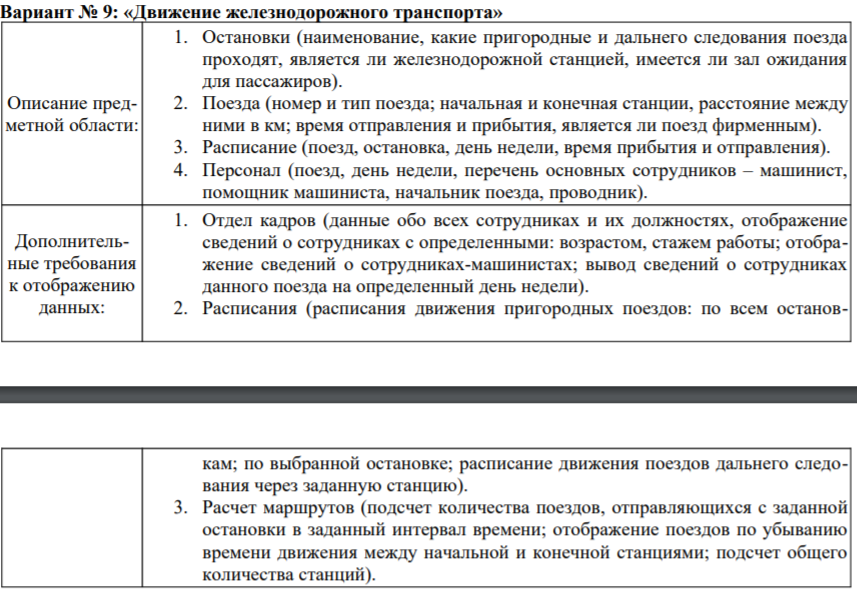 Вариант № 9: «Движение железнодорожного транспорта»
Описание пред-
метной области:
1. Остановки (наименование, какие пригородные и дальнего следования поезда
проходят, является ли железнодорожной станцией, имеется ли зал ожидания
для пассажиров).
2. Поезда (номер и тип поезда; начальная и конечная станции, расстояние между
ними в км; время отправления и прибытия, является ли поезд фирменным).
3. Расписание (поезд, остановка, день недели, время прибытия и отправления).
4. Персонал (поезд, день недели, перечень основных сотрудников – машинист,
помощник машиниста, начальник поезда, проводник).
Дополнитель-
ные требования
к отображению
данных:
1. Отдел кадров (данные обо всех сотрудниках и их должностях, отображение
сведений о сотрудниках с определенными: возрастом, стажем работы; отобра-
жение сведений о сотрудниках-машинистах; вывод сведений о сотрудниках
данного поезда на определенный день недели).
2. Расписания (расписания движения пригородных поездов: по всем останов-
кам; по выбранной остановке; расписание движения поездов дальнего следо-
вания через заданную станцию).
3. Расчет маршрутов (подсчет количества поездов, отправляющихся с заданной
остановки в заданный интервал времени; отображение поездов по убыванию
времени движения между начальной и конечной станциями; подсчет общего
количества станций).